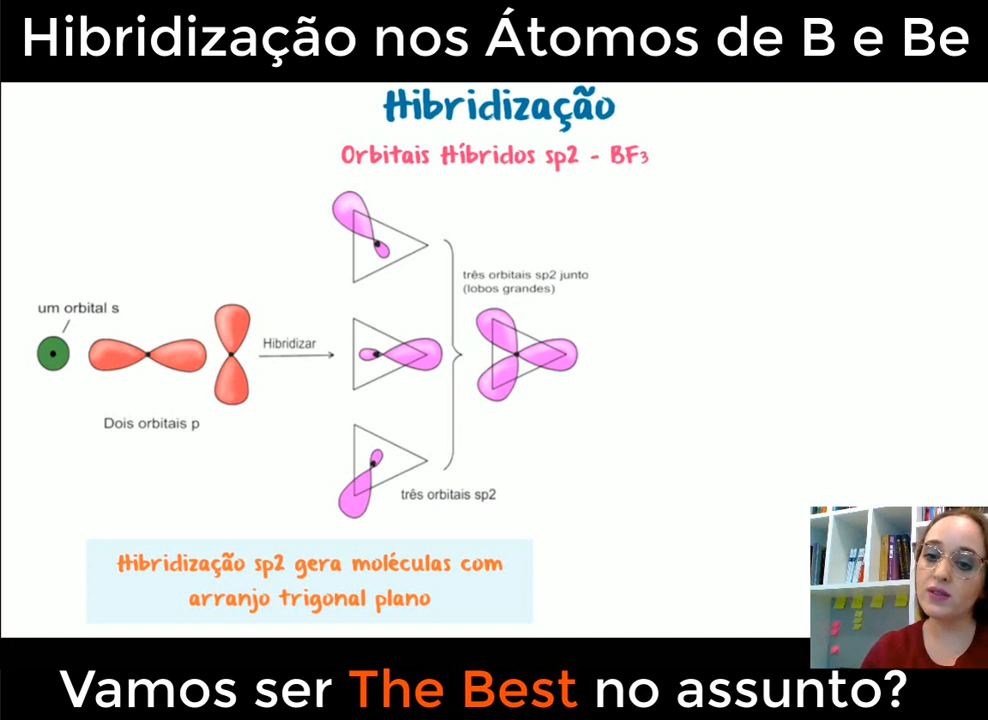 Hibridização nos Átomos de B e Be
Hibridização
Orbitais Híbridos sp2 - BF₃
três orbitais sp2 junto
(lobos grandes)
um orbital s
Hibridizar
Dois orbitais p
três orbitais sp2
Hibridização sp2 gera moléculas com
arranjo trigonal plano
Vamos ser The Best no assunto?